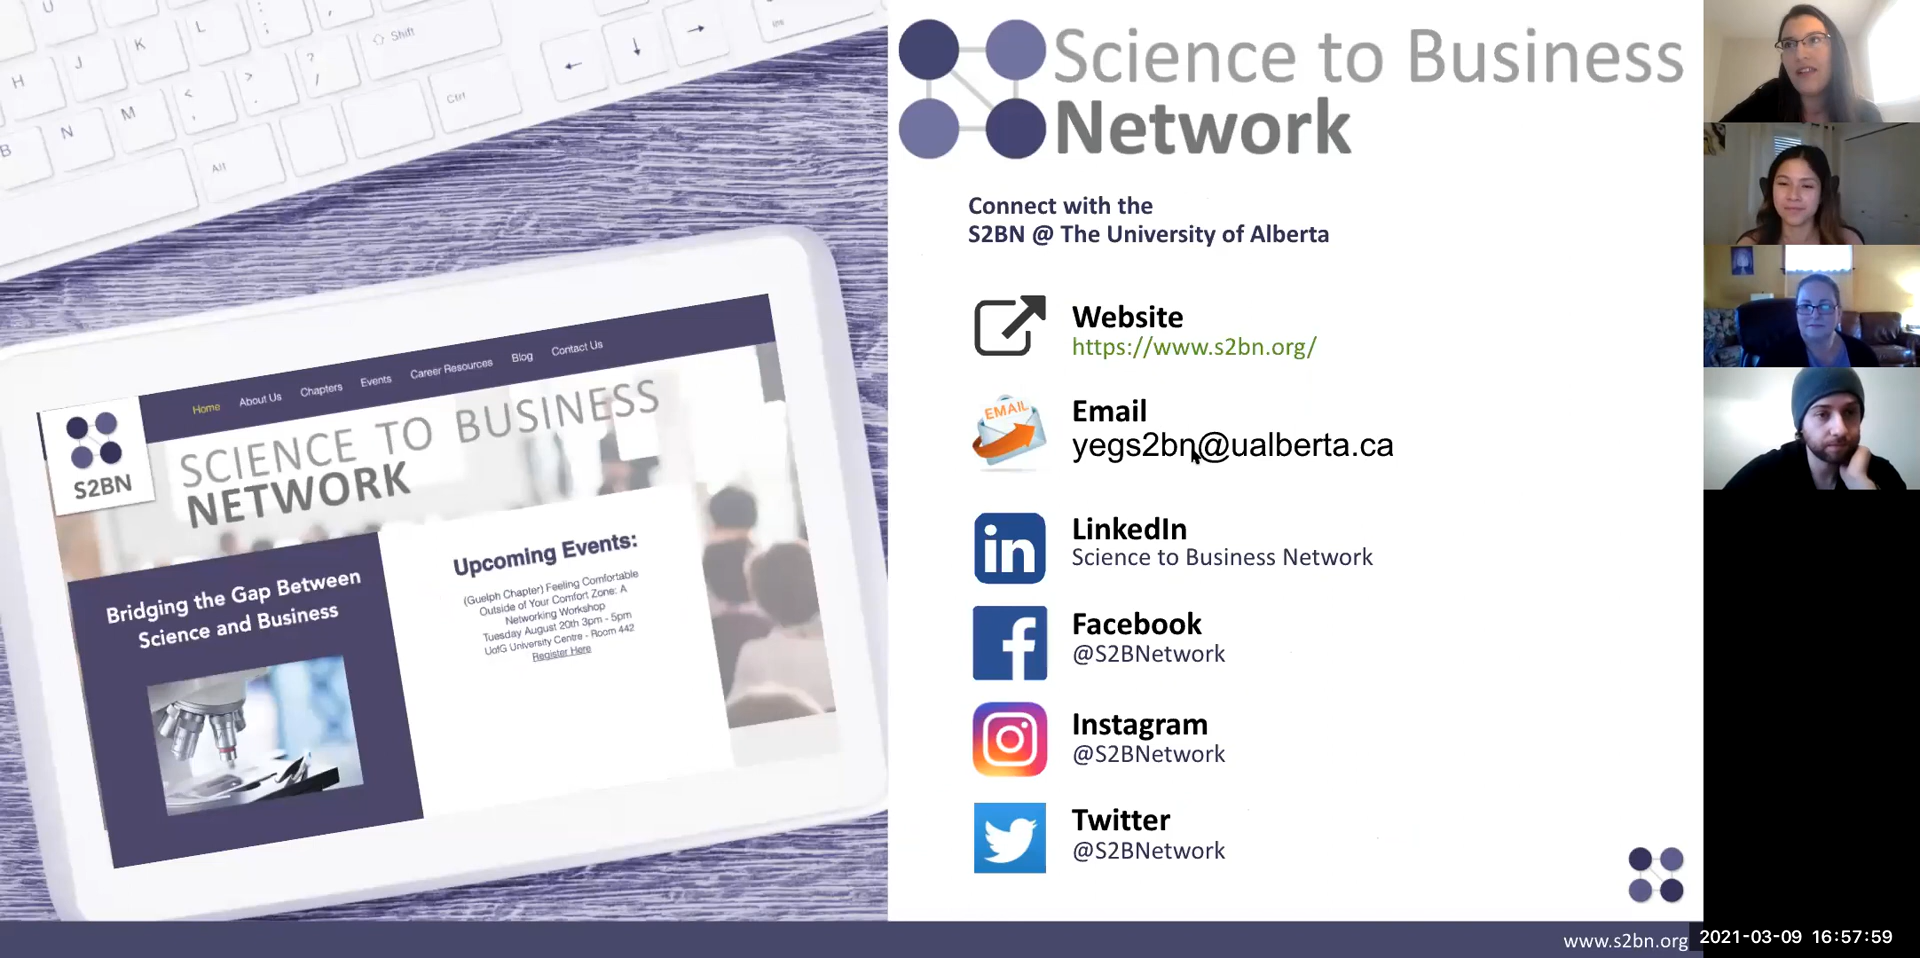 U
L
:
;
H
J
K
?
/
Shift
B
N
M
<
,
>
.
Alt
Ctrl
←
↓
→
Science to Business
Network
Connect with the
S2BN @ The University of Alberta
Website
https://www.s2bn.org/
EMAIL
Email
yegs2bn@ualberta.ca
in
LinkedIn
Science to Business Network
f
Facebook
@S2BNetwork
Instagram
@S2BNetwork
Twitter
@S2BNetwork
Home About Us Chapters Events Career Resources Blog Contact Us
S2BN
SCIENCE TO BUSINESS
NETWORK
Bridging the Gap Between
Science and Business
Upcoming Events:
(Guelph Chapter) Feeling Comfortable
Outside of Your Comfort Zone: A
Networking Workshop
Tuesday August 20th 3pm - 5pm
UofG University Centre - Room 442
Register Here
www.s2bn.org
2021-03-09 16:57:59